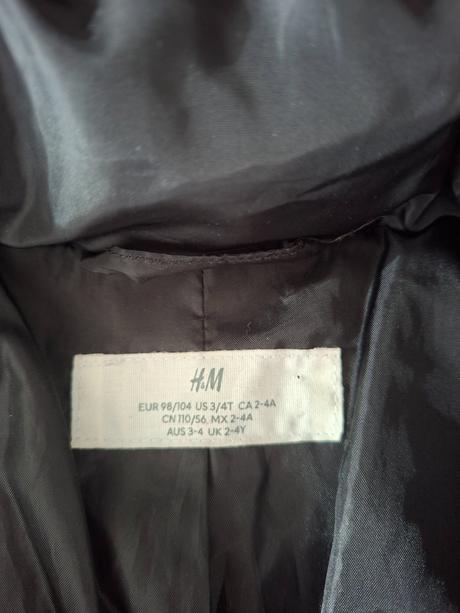 H&M
EUR 98/104 US 3/4T CA 2-4A
CN 110/56, MX 2-4A
AUS 3-4 UK 2-4Y